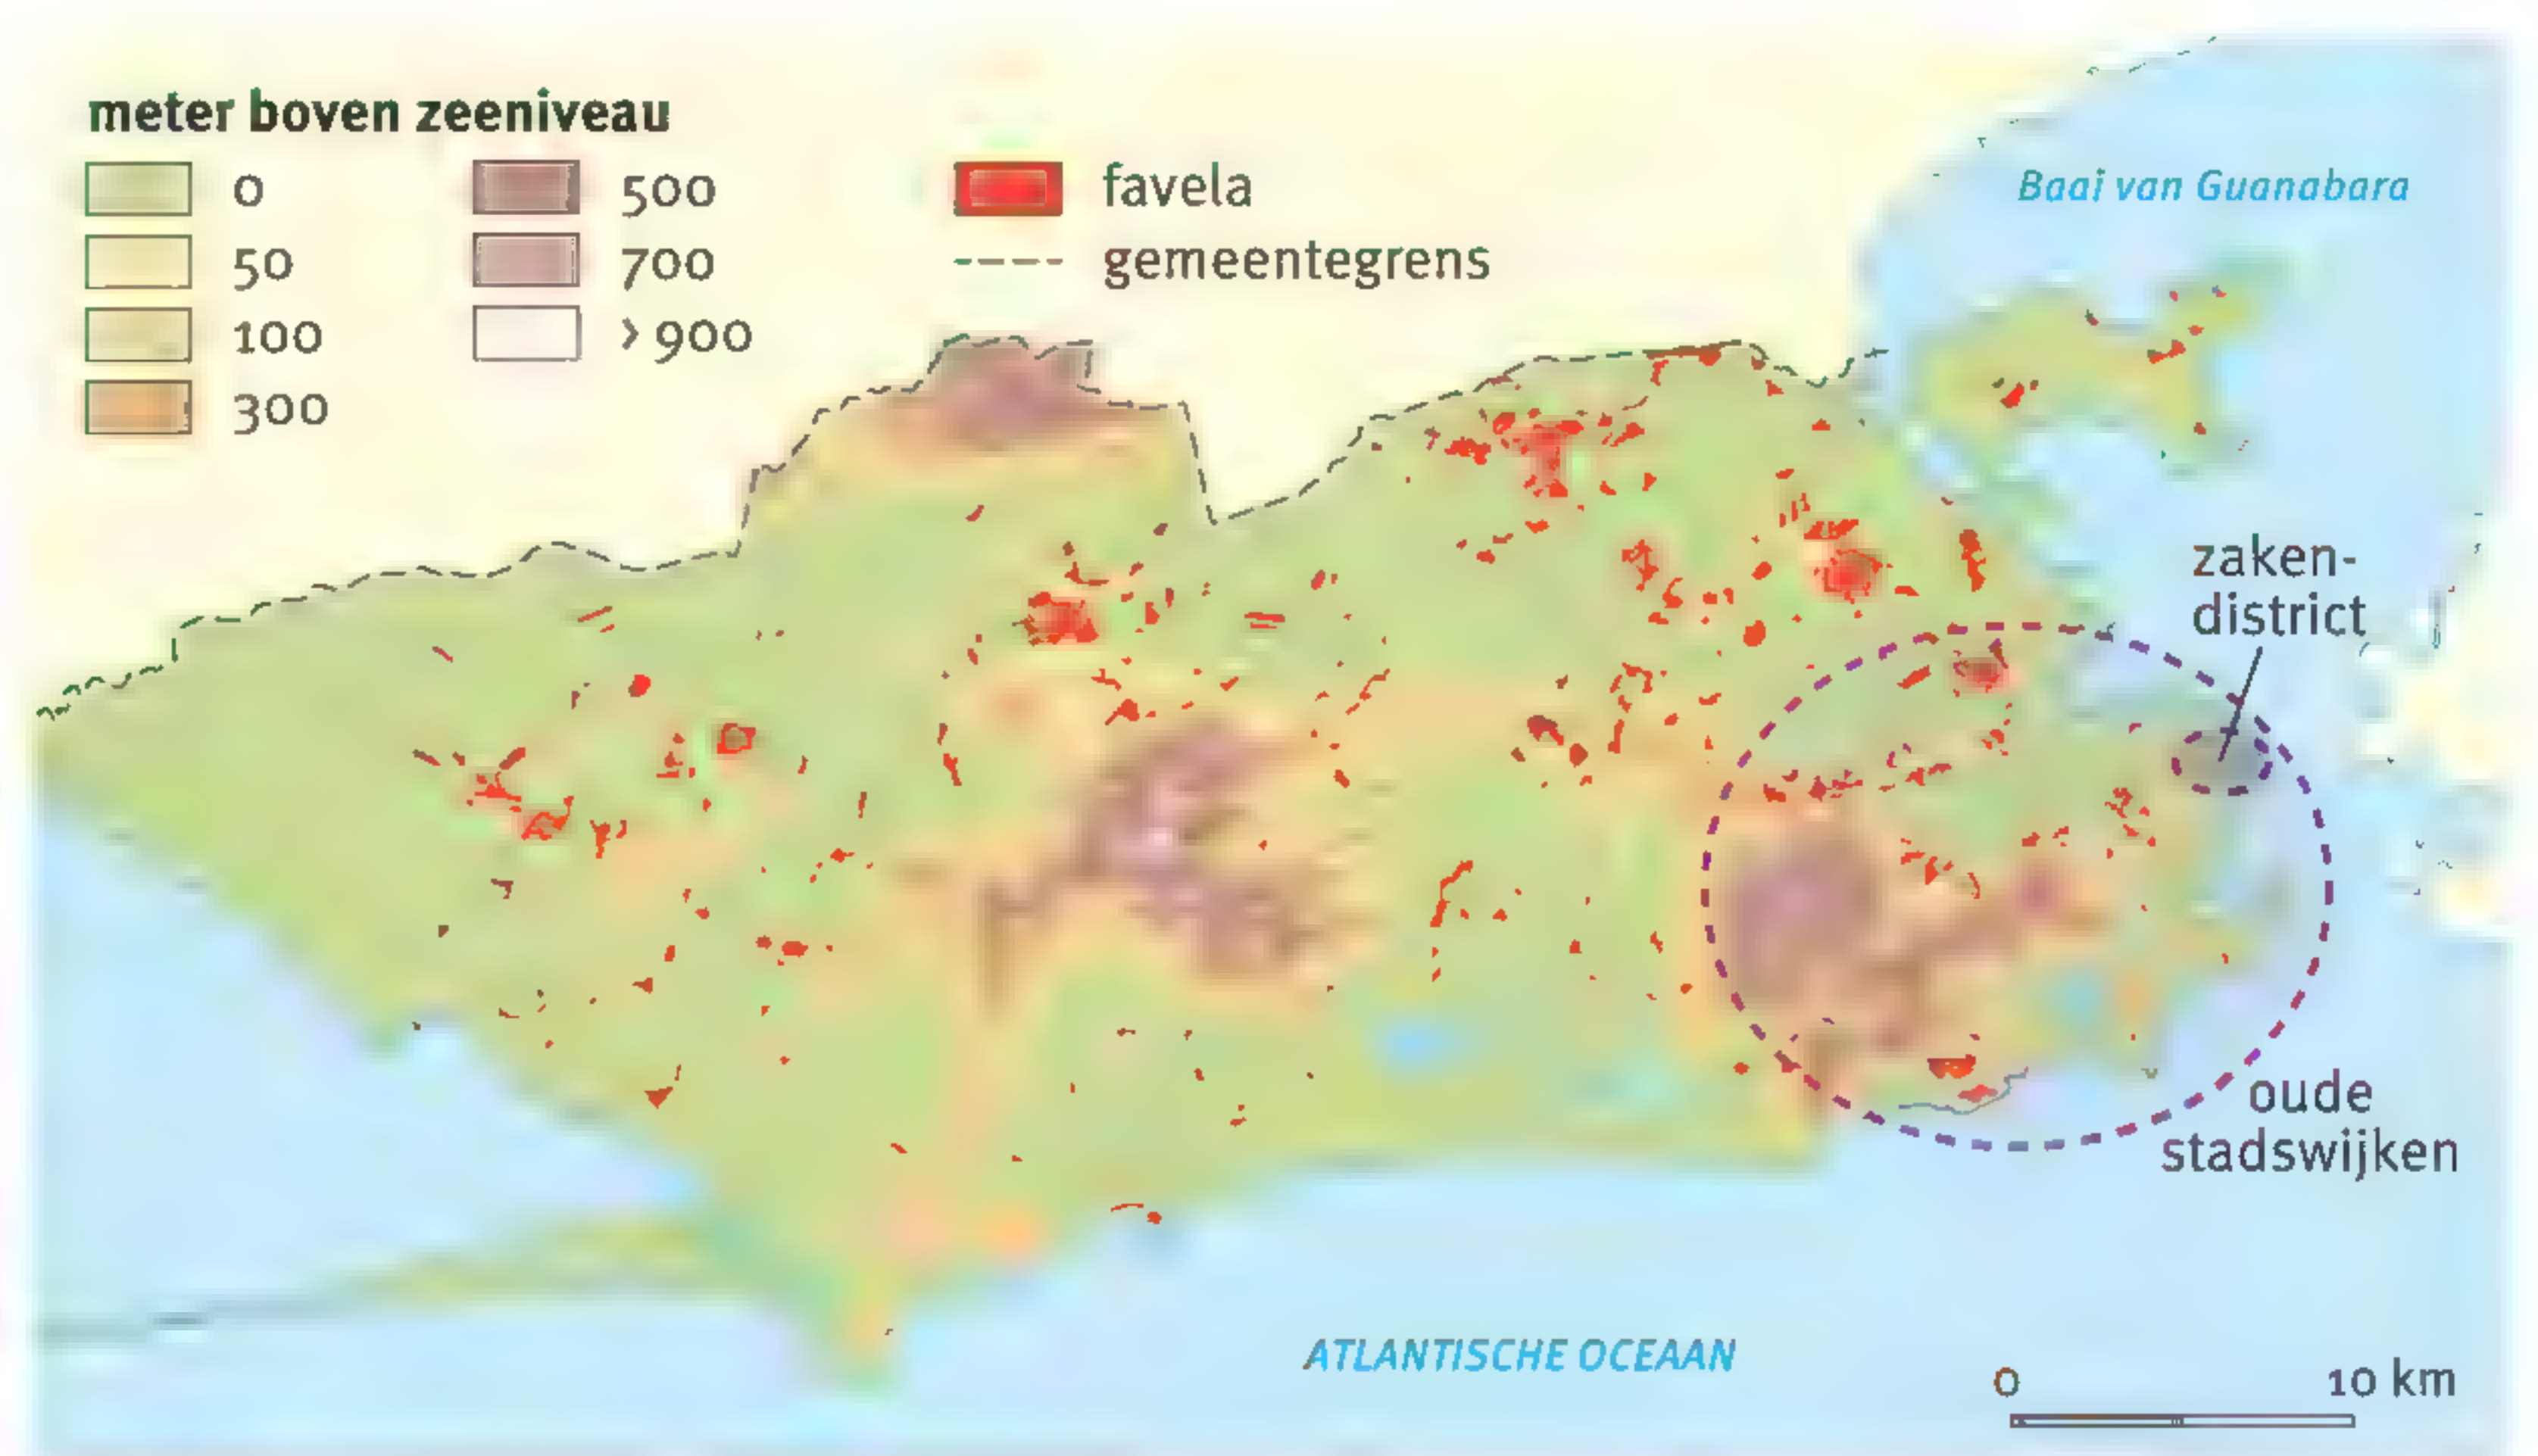 meter boven zeeniveau
0
50
100
300
500
700
> 900
favela
gemeentegrens
Baai van Guanabara
zaken-
district
oude
stadswijken
ATLANTISCHE OCEAAN
0 10 km